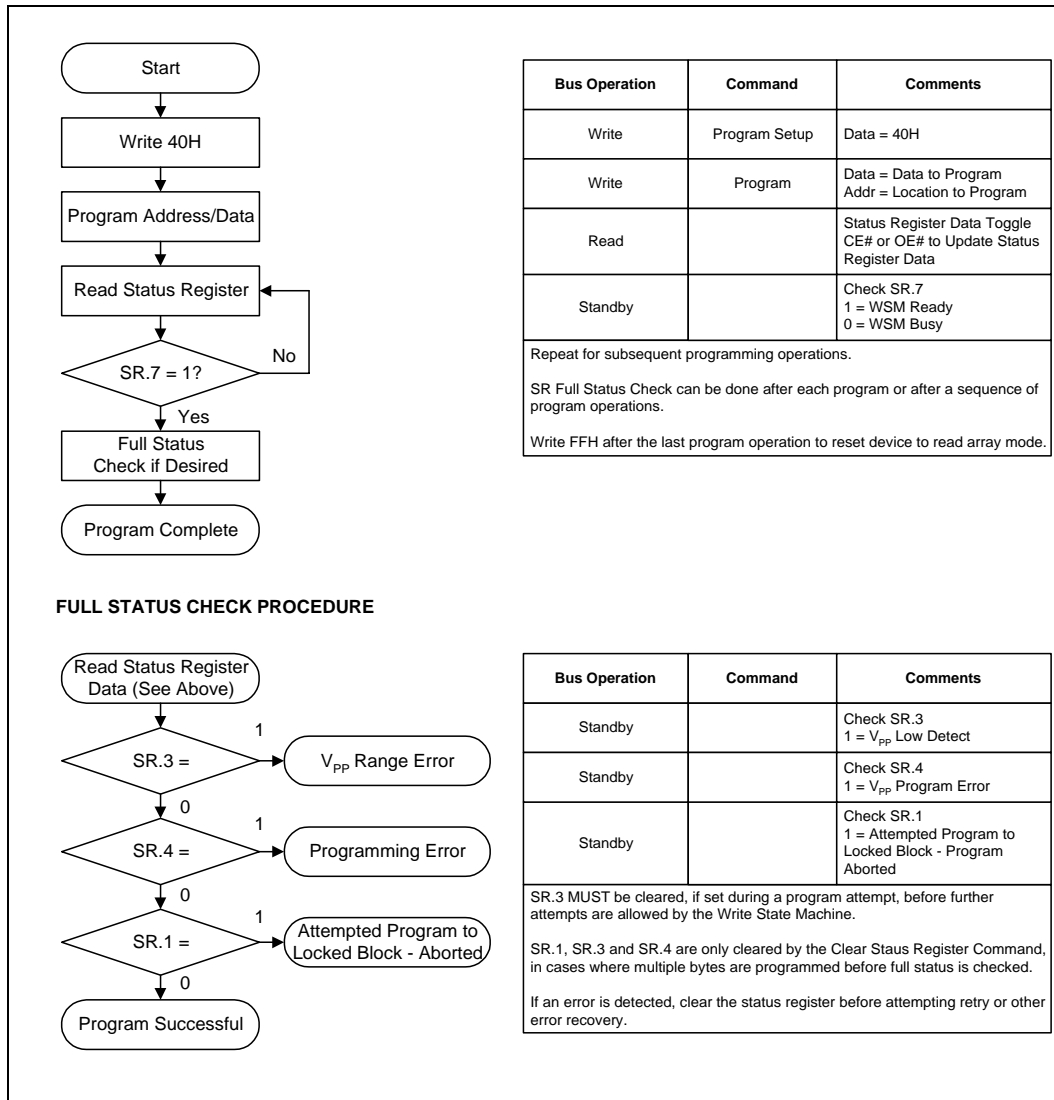 Start
Write 40H
Program Address/Data
Read Status Register
No
SR.7 = 1?
Yes
Full Status
Check if Desired
Program Complete
Bus Operation Command Comments
Write Program Setup Data = 40H
Write Program Data = Data to Program
Addr = Location to Program
Read Status Register Data Toggle
CE# or OE# to Update Status
Register Data
Standby Check SR.7
1 = WSM Ready
0 = WSM Busy
Repeat for subsequent programming operations.
SR Full Status Check can be done after each program or after a sequence of
program operations.
Write FFH after the last program operation to reset device to read array mode.
FULL STATUS CHECK PROCEDURE
Read Status Register
Data (See Above)
1
SR.3 =
VPP Range Error
0
1
SR.4 =
Programming Error
0
1
SR.1 =
Attempted Program to
Locked Block - Aborted
0
Program Successful
Bus Operation Command Comments
Standby Check SR.3
1 = VPP Low Detect
Standby Check SR.4
1 = VPP Program Error
Standby Check SR.1
1 = Attempted Program to
Locked Block - Program
Aborted
SR.3 MUST be cleared, if set during a program attempt, before further
attempts are allowed by the Write State Machine.
SR.1, SR.3 and SR.4 are only cleared by the Clear Staus Register Command,
in cases where multiple bytes are programmed before full status is checked.
If an error is detected, clear the status register before attempting retry or other
error recovery.